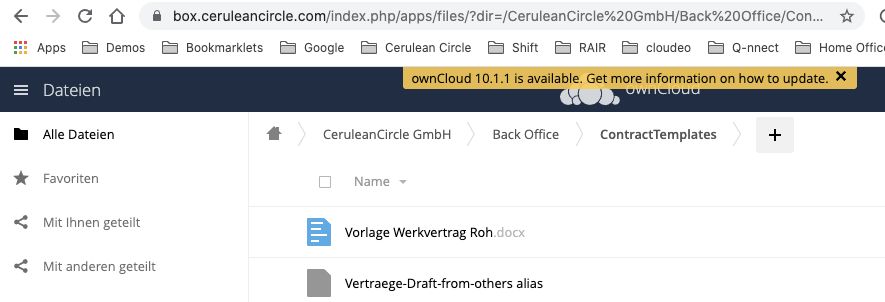 box.ceruleancircle.com/index.php/apps/files/?dir=/CeruleanCircle%20GmbH/Back%20Office/Con...
Apps Demos Bookmarklets Google Cerulean Circle Shift RAIR cloudeo Q-nnect Home Offic
Dateien
ownCloud 10.1.1 is available. Get more information on how to update. ×
ownCloud
Alle Dateien
CeruleanCircle GmbH Back Office ContractTemplates +
Favoriten
Name
Mit Ihnen geteilt
Vorlage Werkvertrag Roh.docx
Mit anderen geteilt
Vertraege-Draft-from-others alias